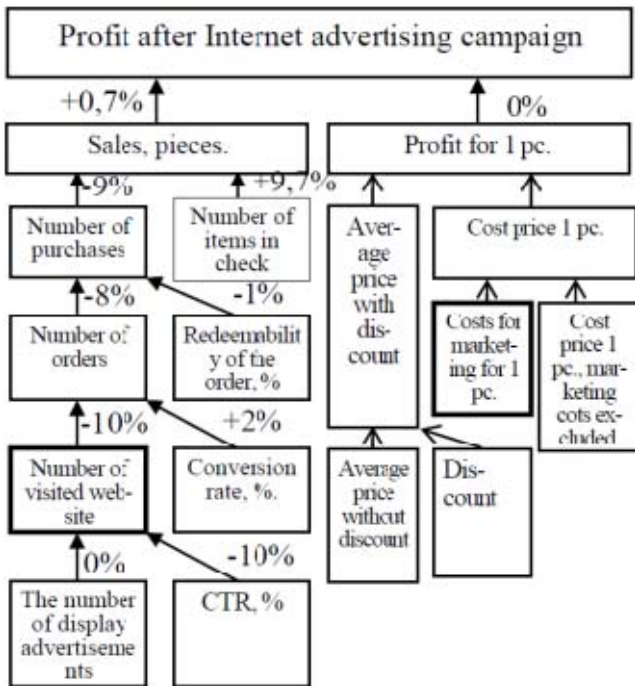 Profit after Internet advertising campaign
+0,7%
0%
Sales, pieces.
Profit for 1 pc.
-9%
+9,7%
Number of
purchases
Number of
items in
check
Aver-
age
price
with
dis-
count
Cost price 1 pc.
-8%
-1%
Number of
orders
Redeemabilit
y of the
order, %
Costs for
market-
ing for 1
pc.
Cost
price 1
pc., mar-
keting
cots ex-
cluded
-10%
+2%
Number of
visited web-
site
Conversion
rate, %.
Average
price
without
discount
Dis-
count
0%
-10%
The number
of display
advertiseme
nts
CTR, %